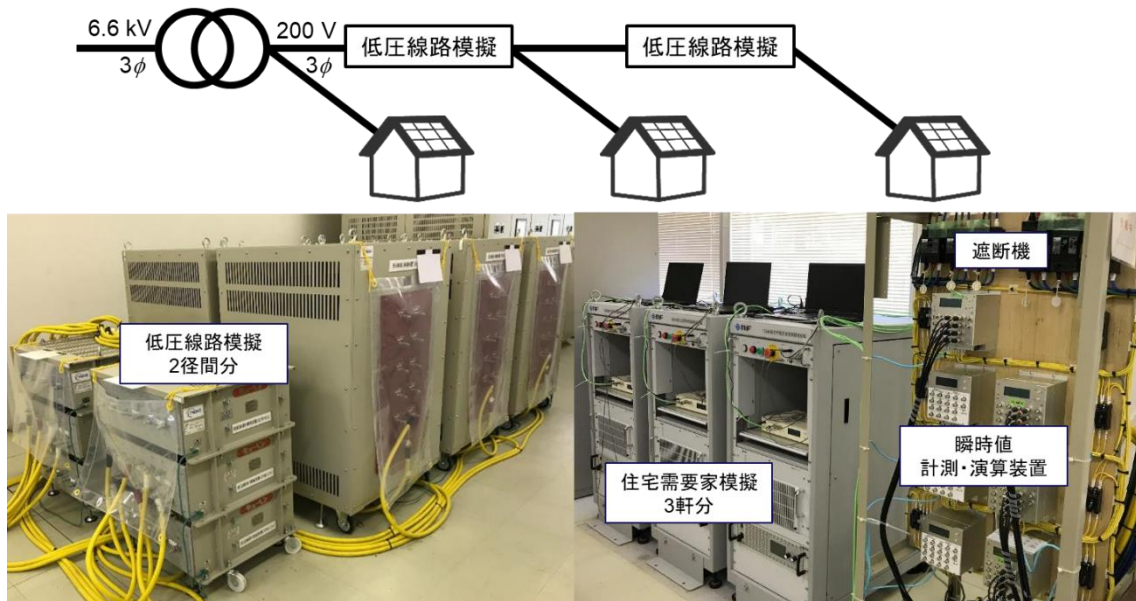 6.6 kV
3ϕ
200 V
3ϕ
低圧線路模擬
低圧線路模擬
低圧線路模擬
2径間分
住宅需要家模擬
3軒分
遮断機
瞬時値
計測・演算装置